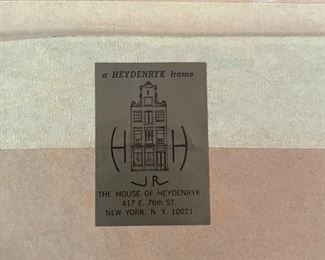 a HEYDENRYK frame
H H
JR
THE HOUSE OF HEYDENRYK
417 E. 76th ST.
NEW YORK, N. Y. 10021